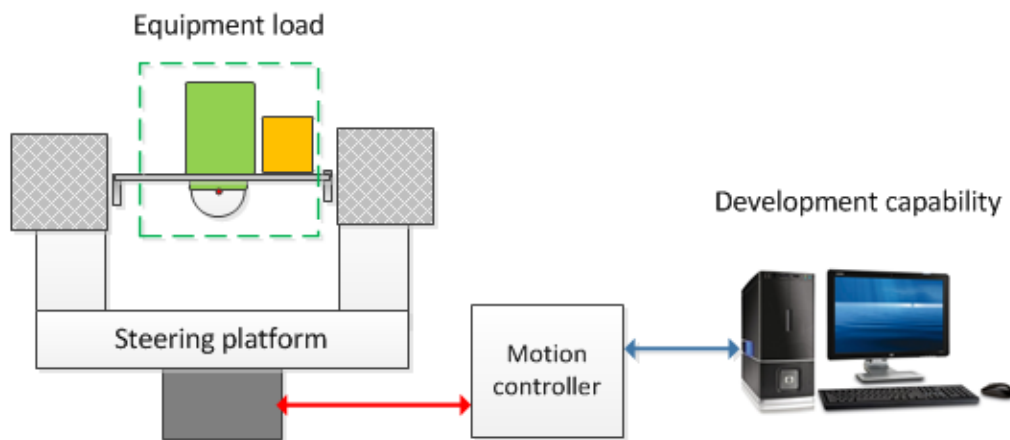 Equipment load
Development capability
Steering platform
Motion
controller